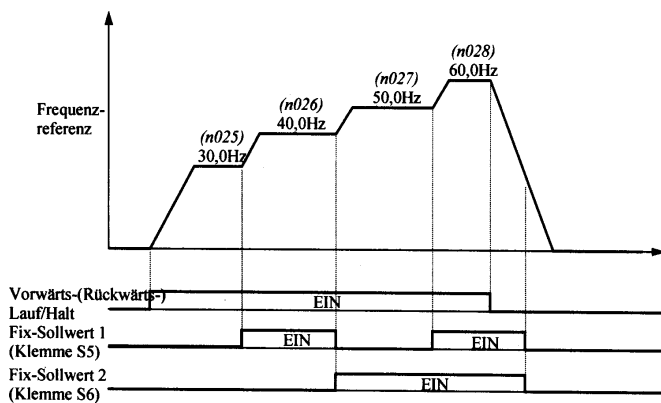 (n028)
60,0Hz
(n027)
50,0Hz
(n026)
40,0Hz
(n025)
30,0Hz
Frequenz-
referenz
Vorwärts-(Rückwärts-)
Lauf/Halt
EIN
Fix-Sollwert 1
(Klemme S5)
EIN
EIN
Fix-Sollwert 2
(Klemme S6)
EIN